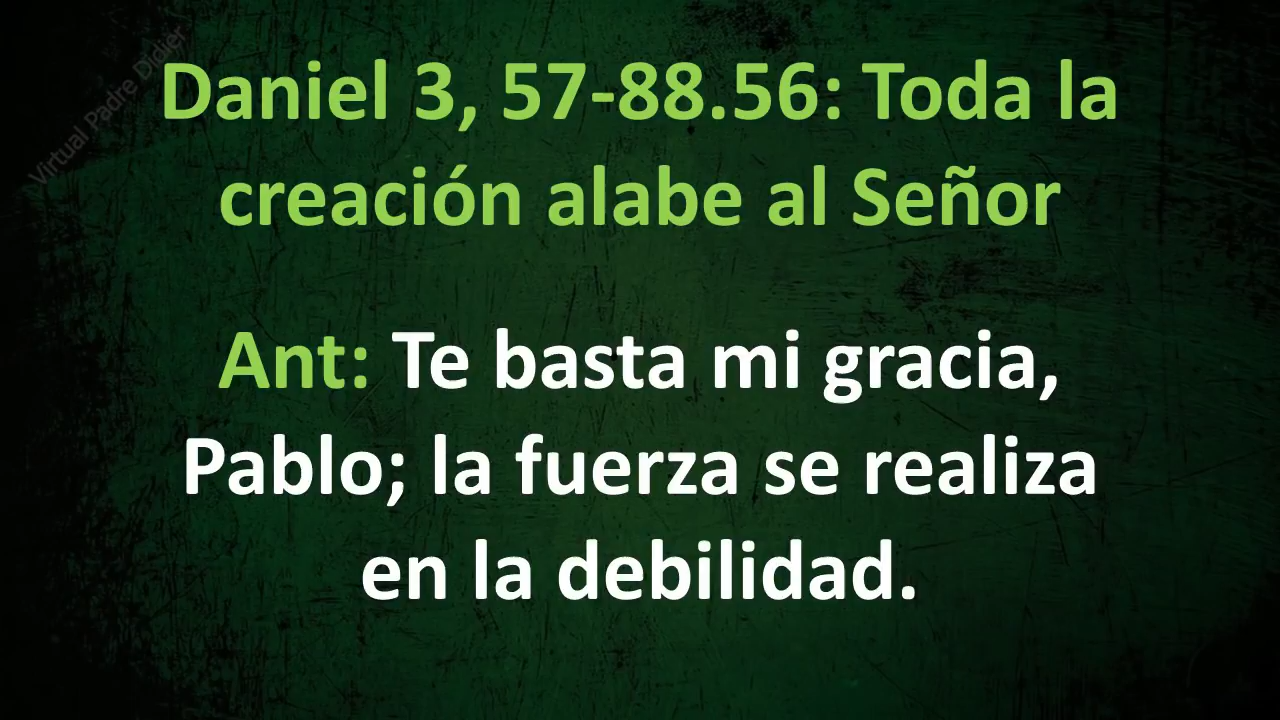 Virtual Padre Didier
Daniel 3, 57-88.56: Toda la
creación alabe al Señor
Ant: Te basta mi gracia,
Pablo; la fuerza se realiza
en la debilidad.